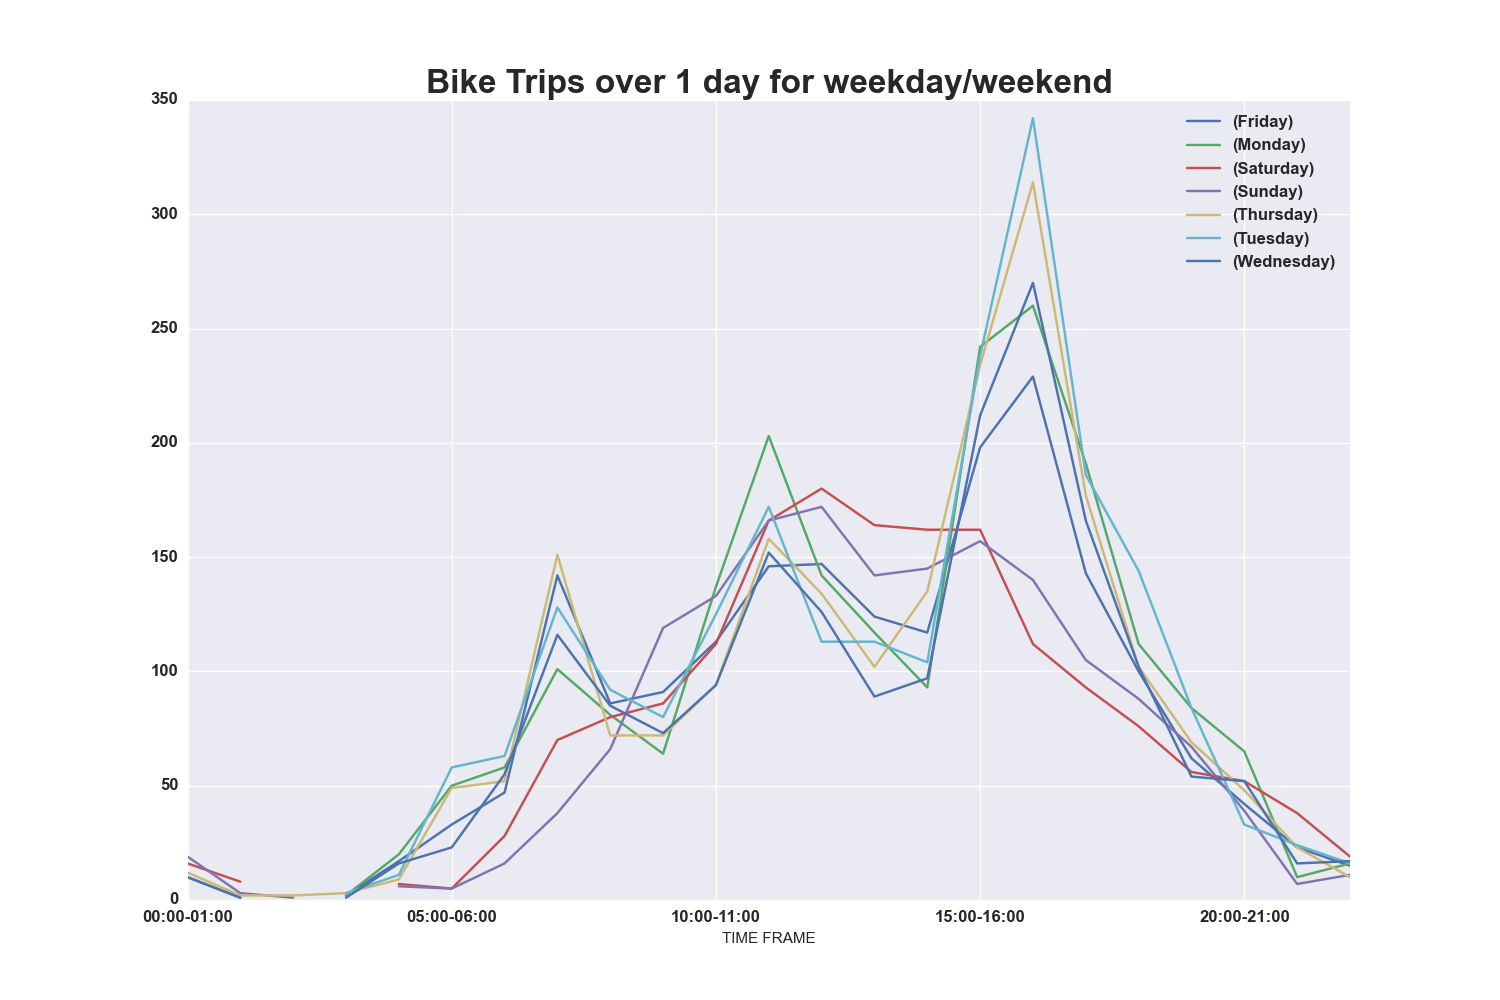 Bike Trips over 1 day for weekday/weekend
350
300
250
200
150
100
50
0
(Friday)
(Monday)
(Saturday)
(Sunday)
(Thursday)
(Tuesday)
(Wednesday)
00:00-01:00 05:00-06:00 10:00-11:00 15:00-16:00 20:00-21:00
TIME FRAME